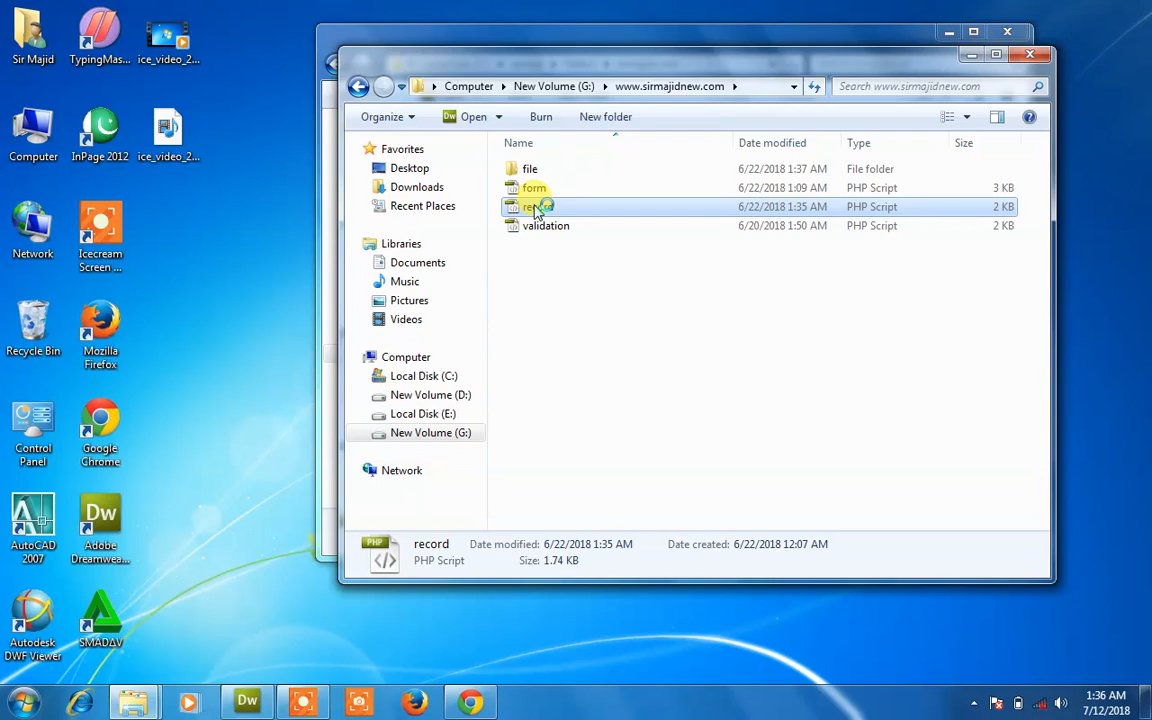 Sir Majid
TypingMas...
ice_video_2...
Computer
InPage 2012
ice_video_2...
Network
Icecream
Screen ...
Recycle Bin
Mozilla
Firefox
Control
Panel
Google
Chrome
AutoCAD
2007
Adobe
Dreamwea...
Autodesk
DWF Viewer
SMADAV
Computer
New Volume (G:)
www.sirmajidnew.com
Search www.sirmajidnew.com
Organize
Dw Open
Burn
New folder
Favorites
Desktop
Downloads
Recent Places
Libraries
Documents
Music
Pictures
Videos
Computer
Local Disk (C:)
New Volume (D:)
Local Disk (E:)
New Volume (G:)
Network
Name Date modified Type Size
file 6/22/2018 1:37 AM File folder
form 6/22/2018 1:09 AM PHP Script 3 KB
record 6/22/2018 1:35 AM PHP Script 2 KB
validation 6/20/2018 1:50 AM PHP Script 2 KB
PHP
record Date modified: 6/22/2018 1:35 AM Date created: 6/22/2018 12:07 AM
PHP Script Size: 1.74 KB
Dw
1:36 AM
7/12/2018